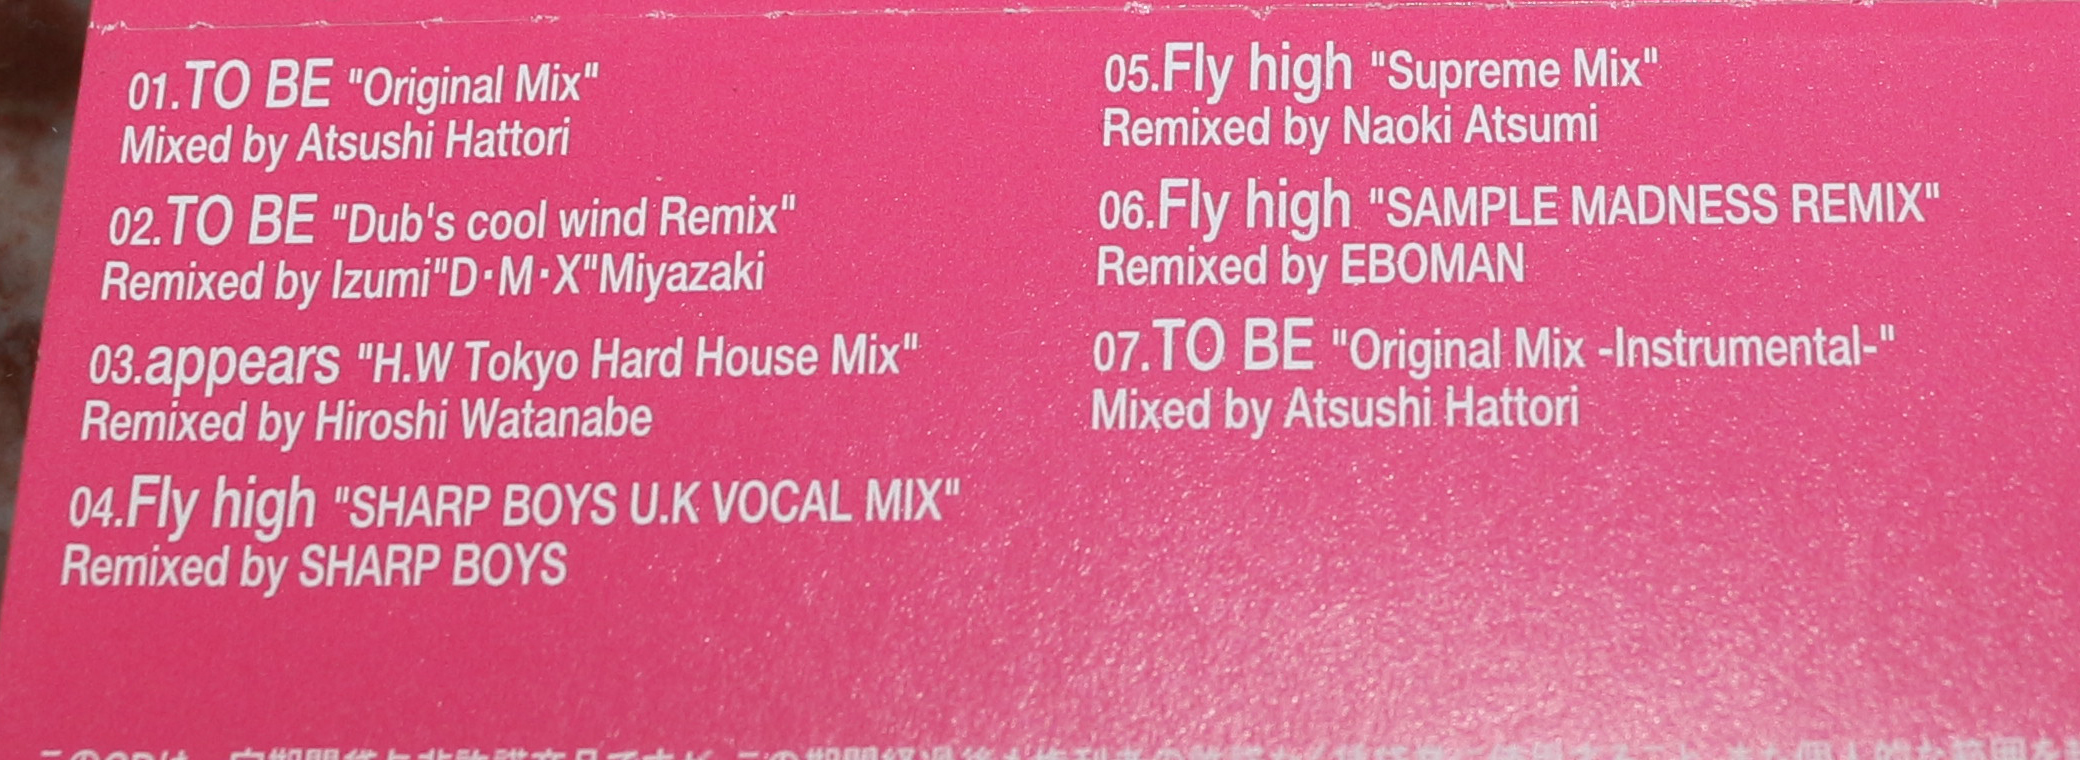 01.TO BE "Original Mix"
Mixed by Atsushi Hattori
02.TO BE "Dub's cool wind Remix"
Remixed by Izumi"D·M·X"Miyazaki
03.appears "H.W Tokyo Hard House Mix"
Remixed by Hiroshi Watanabe
04.Fly high "SHARP BOYS U.K VOCAL MIX"
Remixed by SHARP BOYS
05.Fly high "Supreme Mix"
Remixed by Naoki Atsumi
06.Fly high "SAMPLE MADNESS REMIX"
Remixed by EBOMAN
07.TO BE "Original Mix -Instrumental-"
Mixed by Atsushi Hattori